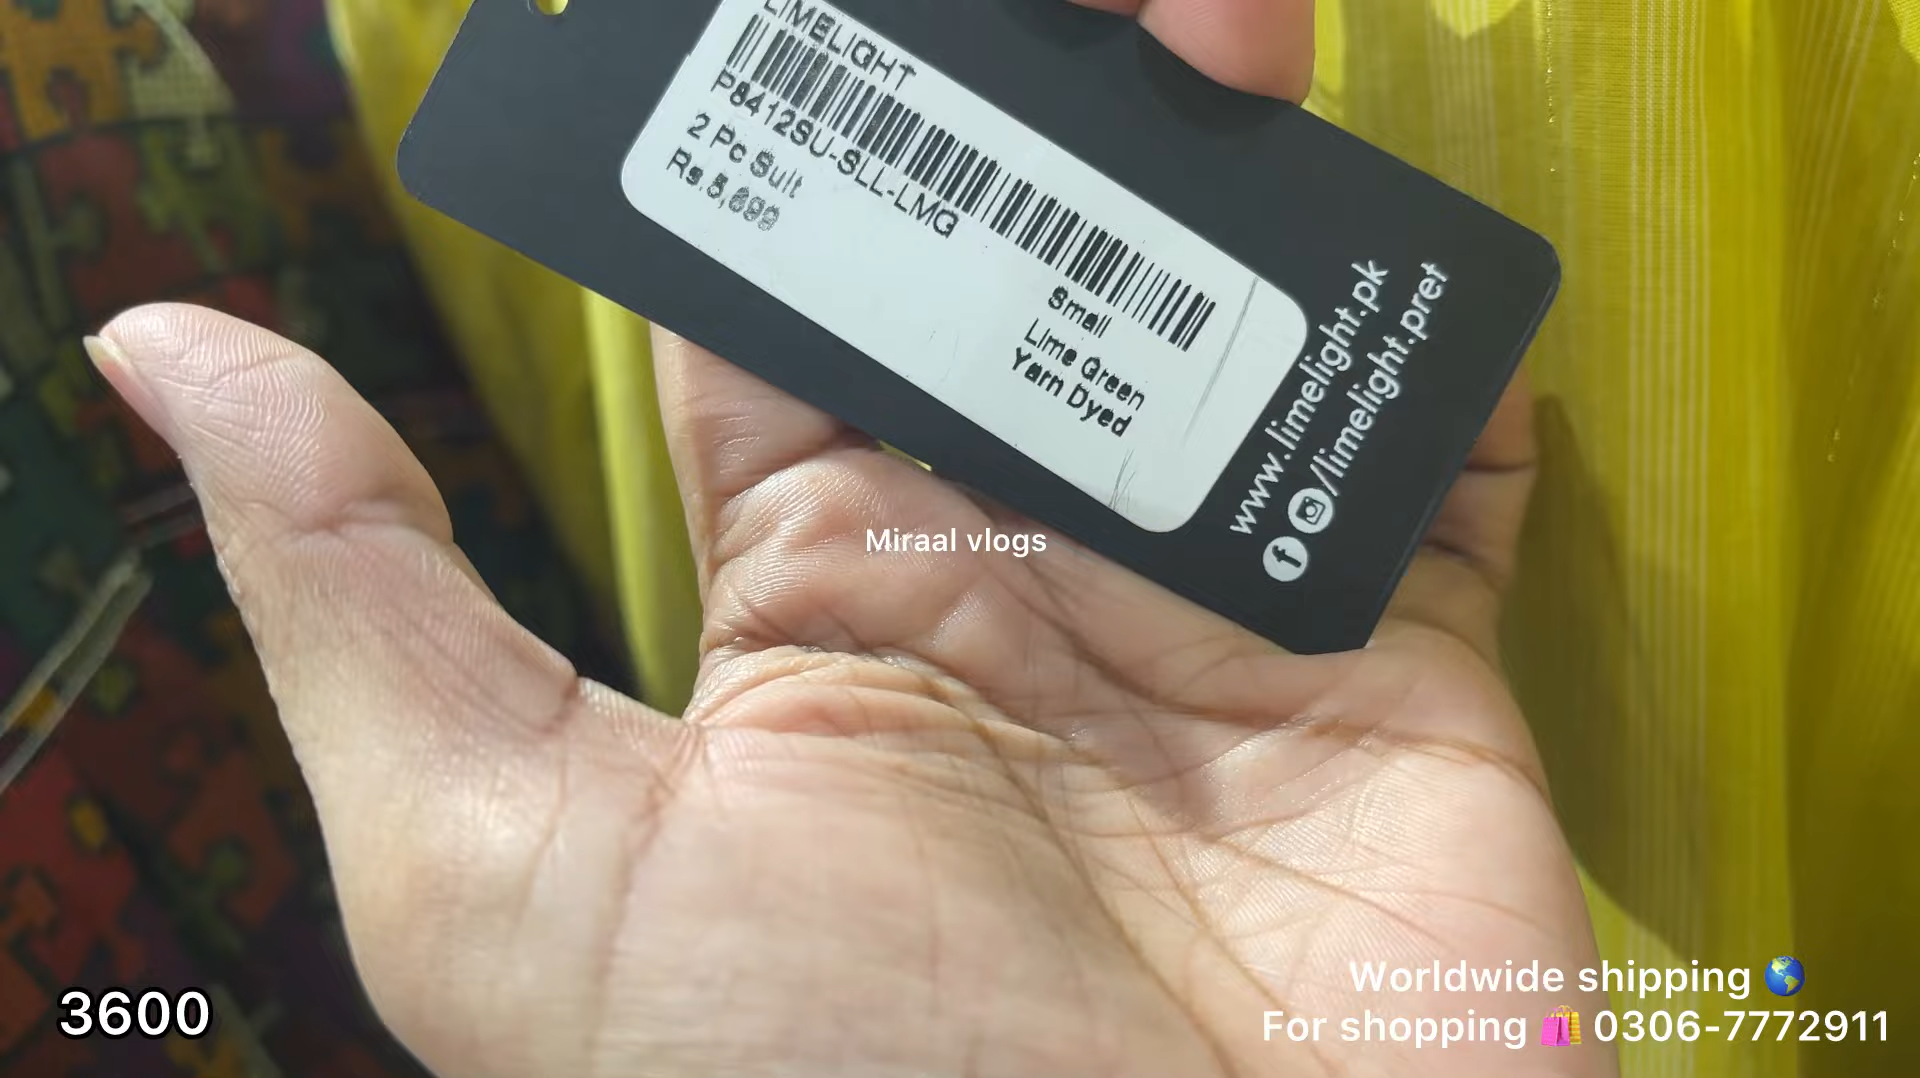 LIMELIGHT
P8412SU-SLL-LMG
2 Pc Suit
Rs.5,699
Small
Lime Green
Yarn Dyed
www.limelight.pk
/limelight.pret
Miraal vlogs
3600
Worldwide shipping 🌎
For shopping 🛍️ 0306-7772911